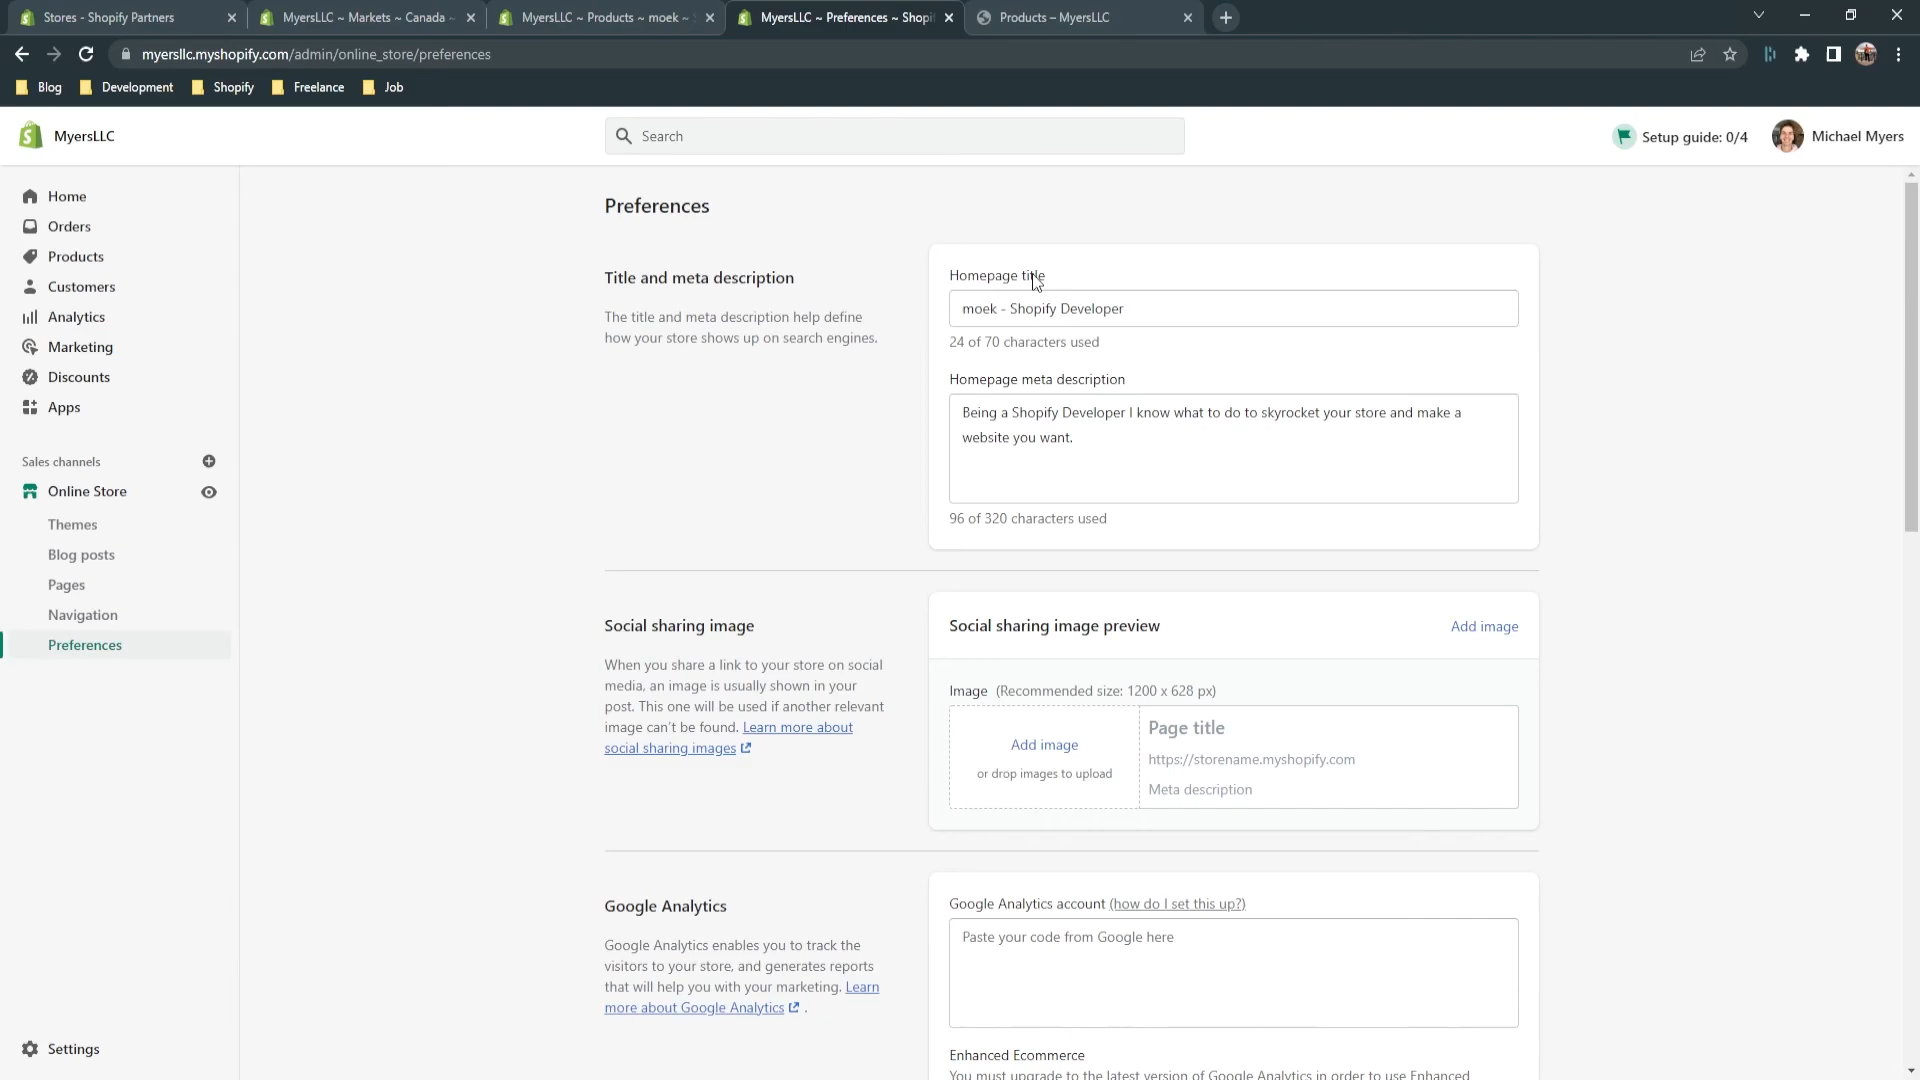 Stores - Shopify Partners
MyersLLC ~ Markets ~ Canada ~
MyersLLC ~ Products ~ moek ~
MyersLLC ~ Preferences ~ Shopi
Products – MyersLLC
myersllc.myshopify.com/admin/online_store/preferences
Blog
Development
Shopify
Freelance
Job
MyersLLC
Search
Setup guide: 0/4
Michael Myers
Home
Orders
Products
Customers
Analytics
Marketing
Discounts
Apps
Sales channels
Online Store
Themes
Blog posts
Pages
Navigation
Preferences
Settings
Preferences
Title and meta description
The title and meta description help define
how your store shows up on search engines.
Homepage title
moek - Shopify Developer
24 of 70 characters used
Homepage meta description
Being a Shopify Developer I know what to do to skyrocket your store and make a
website you want.
96 of 320 characters used
Social sharing image
When you share a link to your store on social
media, an image is usually shown in your
post. This one will be used if another relevant
image can't be found. Learn more about
social sharing images
Social sharing image preview
Add image
Image (Recommended size: 1200 x 628 px)
Add image
or drop images to upload
Page title
https://storename.myshopify.com
Meta description
Google Analytics
Google Analytics enables you to track the
visitors to your store, and generates reports
that will help you with your marketing. Learn
more about Google Analytics .
Google Analytics account (how do I set this up?)
Paste your code from Google here
Enhanced Ecommerce
You must upgrade to the latest version of Google Analytics in order to use Enhanced